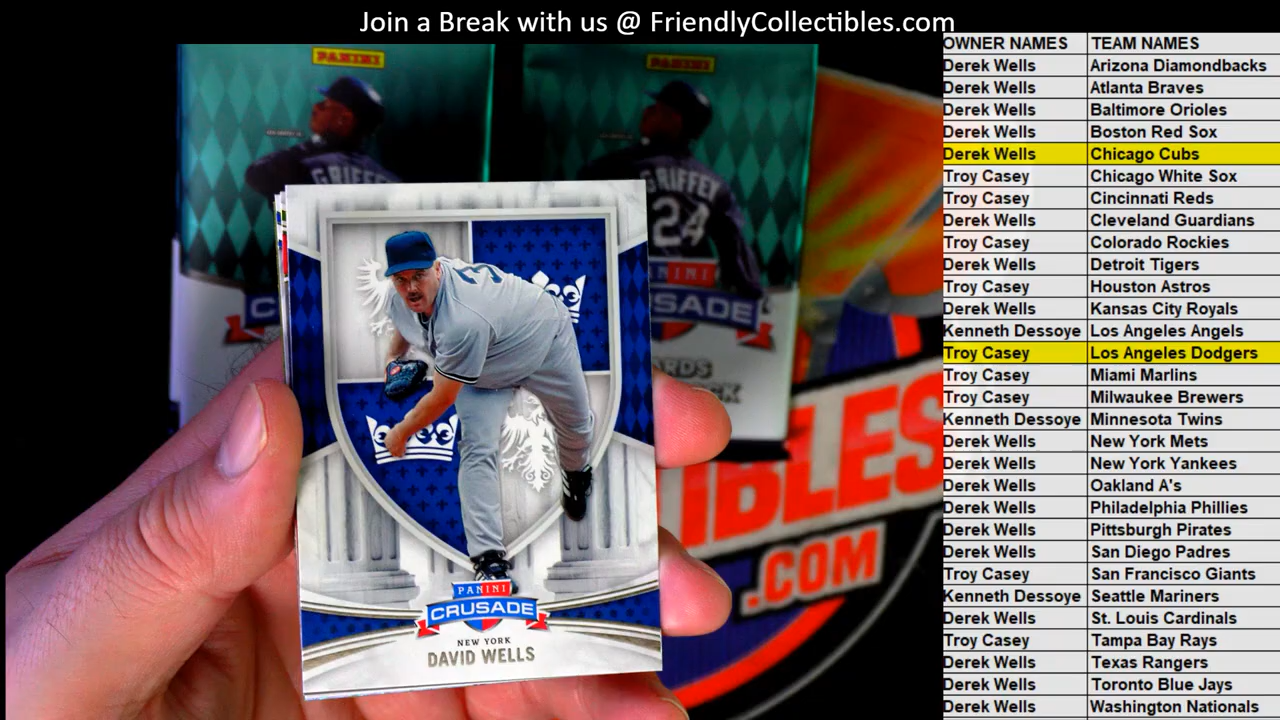 Join a Break with us @ FriendlyCollectibles.com
OWNER NAMES TEAM NAMES
Derek Wells Arizona Diamondbacks
Derek Wells Atlanta Braves
Derek Wells Baltimore Orioles
Derek Wells Boston Red Sox
Derek Wells Chicago Cubs
Troy Casey Chicago White Sox
Troy Casey Cincinnati Reds
Derek Wells Cleveland Guardians
Troy Casey Colorado Rockies
Derek Wells Detroit Tigers
Troy Casey Houston Astros
Derek Wells Kansas City Royals
Kenneth Dessoye Los Angeles Angels
Troy Casey Los Angeles Dodgers
Troy Casey Miami Marlins
Troy Casey Milwaukee Brewers
Kenneth Dessoye Minnesota Twins
Derek Wells New York Mets
Derek Wells New York Yankees
Derek Wells Oakland A's
Derek Wells Philadelphia Phillies
Derek Wells Pittsburgh Pirates
Derek Wells San Diego Padres
Troy Casey San Francisco Giants
Kenneth Dessoye Seattle Mariners
Derek Wells St. Louis Cardinals
Troy Casey Tampa Bay Rays
Derek Wells Texas Rangers
Derek Wells Toronto Blue Jays
Derek Wells Washington Nationals
PANINI
PANINI
GRIFFEY
GRIFFEY
24
PANINI
CRUSADE
3
PANINI
CRUSADE
NEW YORK
DAVID WELLS
IBLES
.COM